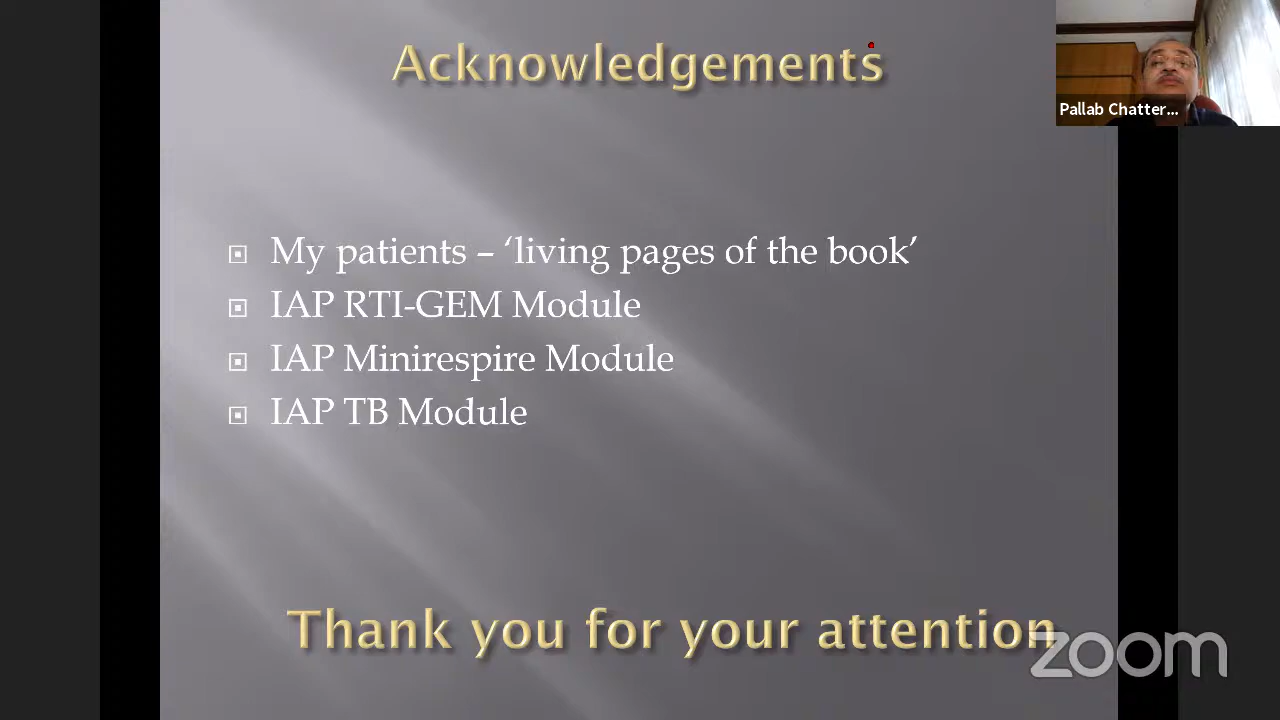 Acknowledgements
Pallab Chatter...
My patients – ‘living pages of the book’
IAP RTI-GEM Module
IAP Minirespire Module
IAP TB Module
Thank you for your attention
zoom